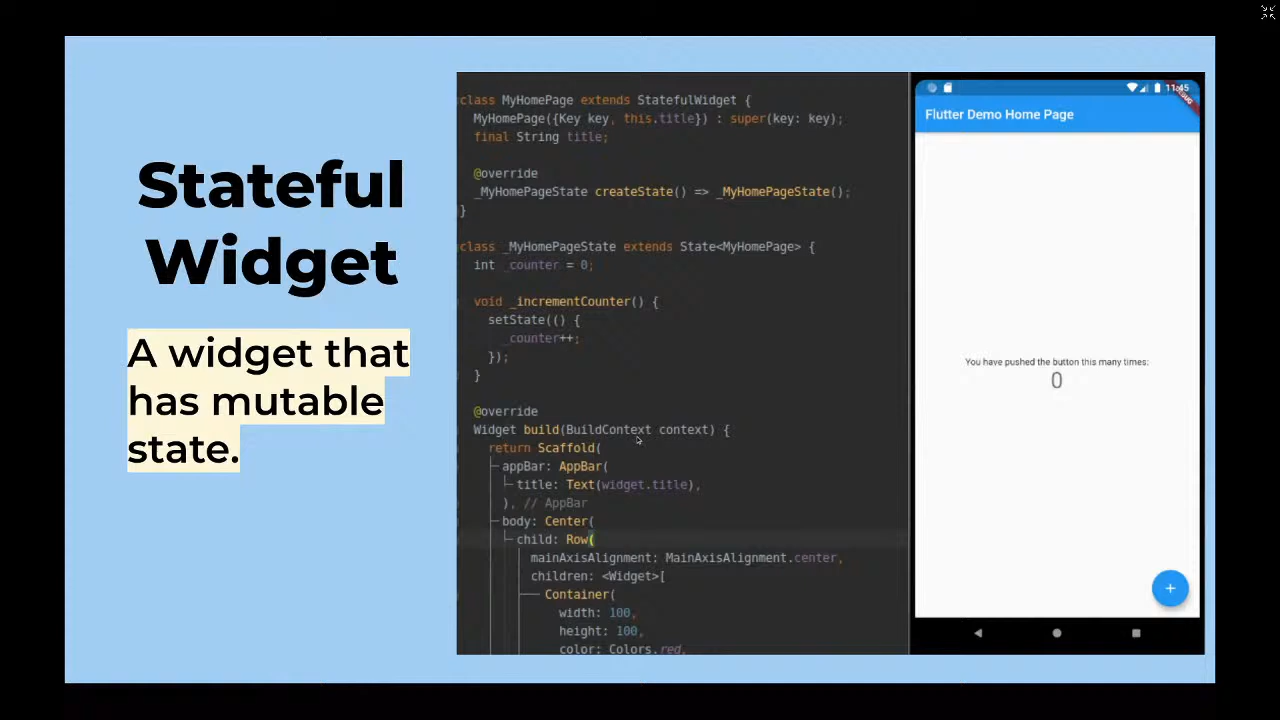 Stateful
Widget
A widget that
has mutable
state.
class MyHomePage extends StatefulWidget {
MyHomePage({Key key, this.title}) : super(key: key);
final String title;
@override
_MyHomePageState createState() => _MyHomePageState();
}
class _MyHomePageState extends State<MyHomePage> {
int _counter = 0;
void _incrementCounter() {
setState(() {
_counter++;
});
}
@override
Widget build(BuildContext context) {
return Scaffold(
appBar: AppBar(
title: Text(widget.title),
), // AppBar
body: Center(
child: Row(
mainAxisAlignment: MainAxisAlignment.center,
children: <Widget>[
Container(
width: 100,
height: 100,
color: Colors.red,
11:45
DEBUG
Flutter Demo Home Page
You have pushed the button this many times:
0
+